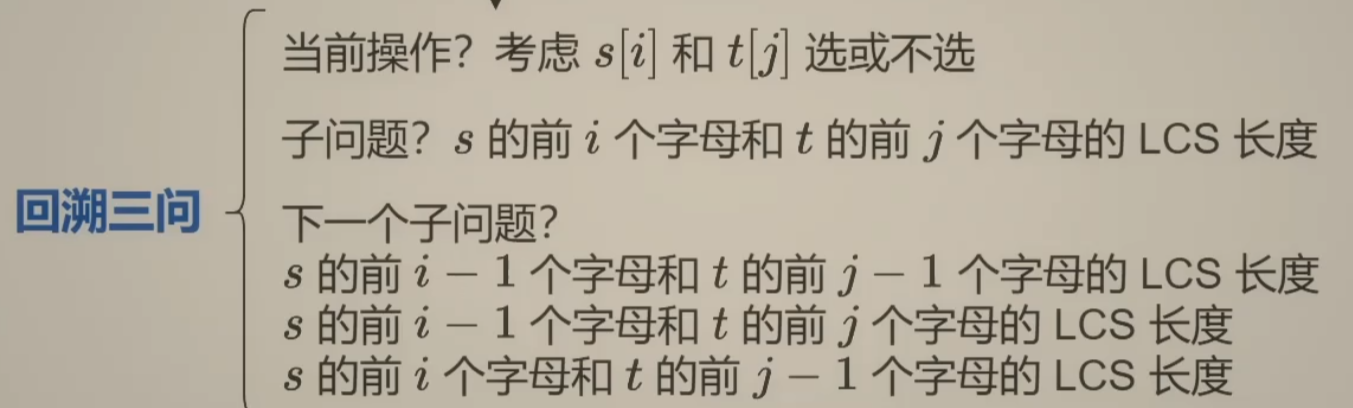 当前操作？考虑 s[i] 和 t[j] 选或不选
子问题？s 的前 i 个字母和 t 的前 j 个字母的 LCS 长度
回溯三问
下一个子问题？
s 的前 i − 1 个字母和 t 的前 j − 1 个字母的 LCS 长度
s 的前 i − 1 个字母和 t 的前 j 个字母的 LCS 长度
s 的前 i 个字母和 t 的前 j − 1 个字母的 LCS 长度